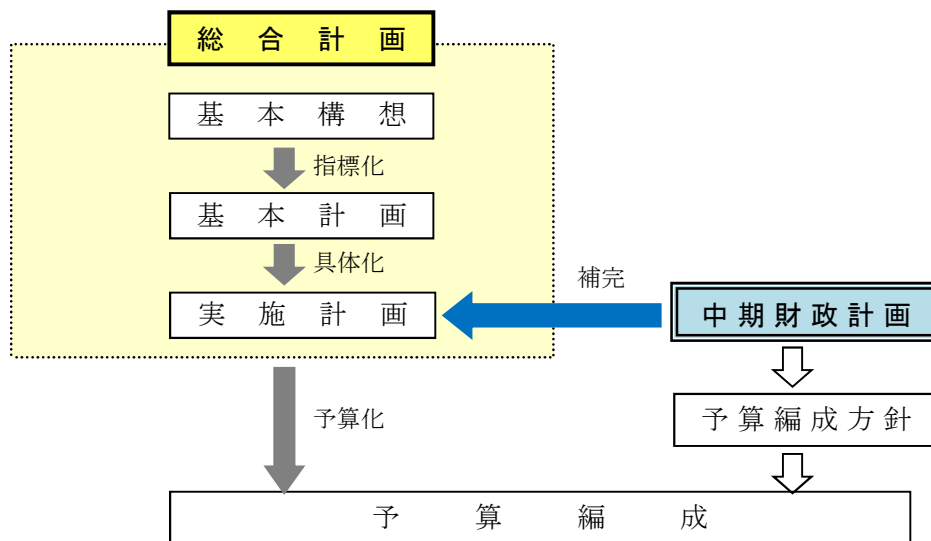 総合計画
基本構想
指標化
基本計画
具体化
補完
実施計画
中期財政計画
予算化
予算編成方針
予算編成